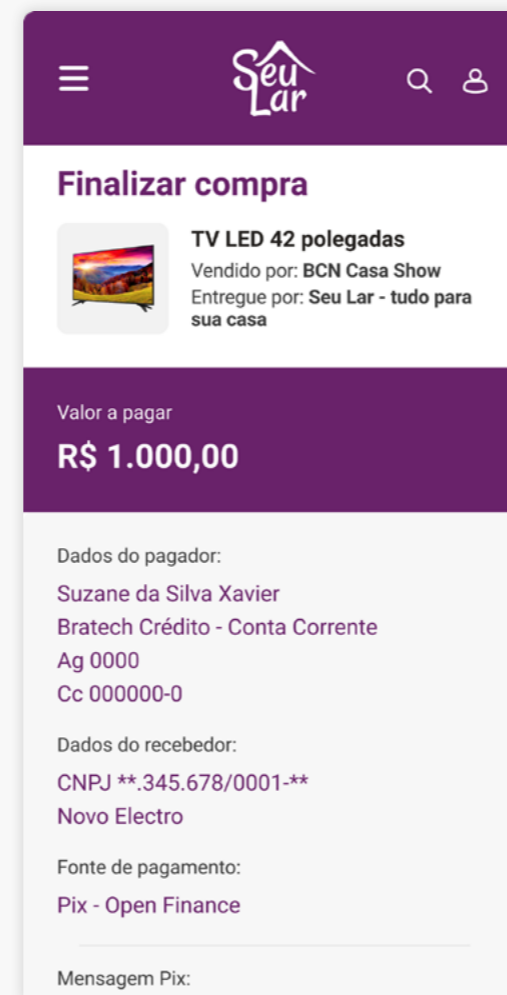 Seu
Lar
Finalizar compra
TV LED 42 polegadas
Vendido por: BCN Casa Show
Entregue por: Seu Lar - tudo para
sua casa
Valor a pagar
R$ 1.000,00
Dados do pagador:
Suzane da Silva Xavier
Bratech Crédito - Conta Corrente
Ag 0000
Cc 000000-0
Dados do recebedor:
CNPJ **.345.678/0001-**
Novo Electro
Fonte de pagamento:
Pix - Open Finance
Mensagem Pix: